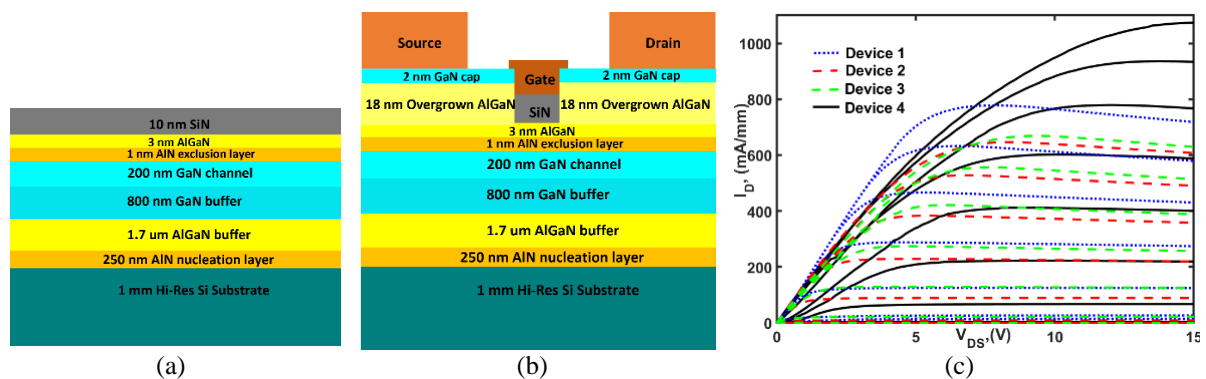 10 nm SiN
3 nm AlGaN
1 nm AlN exclusion layer
200 nm GaN channel
800 nm GaN buffer
1.7 um AlGaN buffer
250 nm AlN nucleation layer
1 mm Hi-Res Si Substrate
(a)
Source
Drain
2 nm GaN cap
Gate
2 nm GaN cap
18 nm Overgrown AlGaN
SiN
18 nm Overgrown AlGaN
3 nm AlGaN
1 nm AlN exclusion layer
200 nm GaN channel
800 nm GaN buffer
1.7 um AlGaN buffer
250 nm AlN nucleation layer
1 mm Hi-Res Si Substrate
(b)
I_D, (mA/mm)
1000
800
600
400
200
0
Device 1
Device 2
Device 3
Device 4
0
5
10
15
V_DS,(V)
(c)